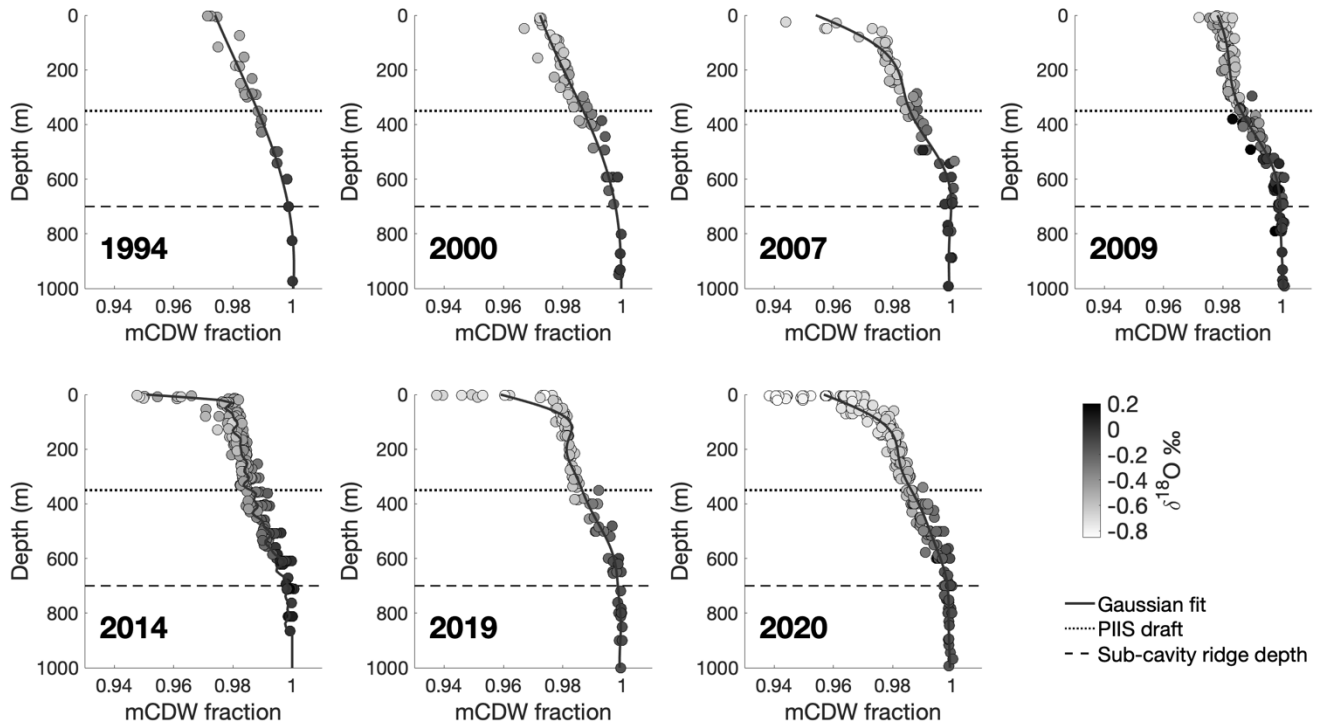 0
200
400
600
800
1000
Depth (m)
1994
0.94 0.96 0.98 1
mCDW fraction
0
200
400
600
800
1000
Depth (m)
2000
0.94 0.96 0.98 1
mCDW fraction
0
200
400
600
800
1000
Depth (m)
2007
0.94 0.96 0.98 1
mCDW fraction
0
200
400
600
800
1000
Depth (m)
2009
0.94 0.96 0.98 1
mCDW fraction
0
200
400
600
800
1000
Depth (m)
2014
0.94 0.96 0.98 1
mCDW fraction
0
200
400
600
800
1000
Depth (m)
2019
0.94 0.96 0.98 1
mCDW fraction
0
200
400
600
800
1000
Depth (m)
2020
0.94 0.96 0.98 1
mCDW fraction
0.2
0
-0.2
-0.4
-0.6
-0.8
δ¹⁸O ‰
Gaussian fit
PIIS draft
Sub-cavity ridge depth